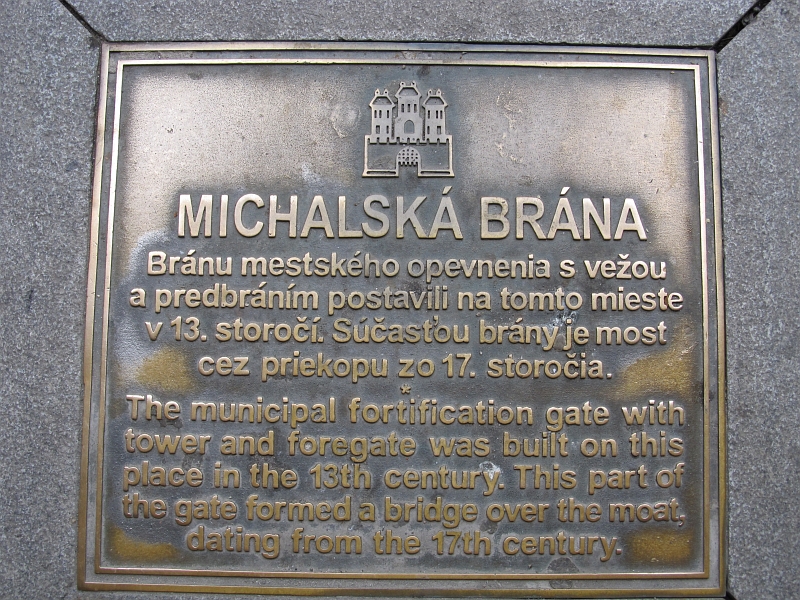 MICHALSKÁ BRÁNA
Bránu mestského opevnenia s vežou
a predbráním postavili na tomto mieste
v 13. storočí. Súčasťou brány je most
cez priekopu zo 17. storočia.
*
The municipal fortification gate with
tower and foregate was built on this
place in the 13th century. This part of
the gate formed a bridge over the moat,
dating from the 17th century.